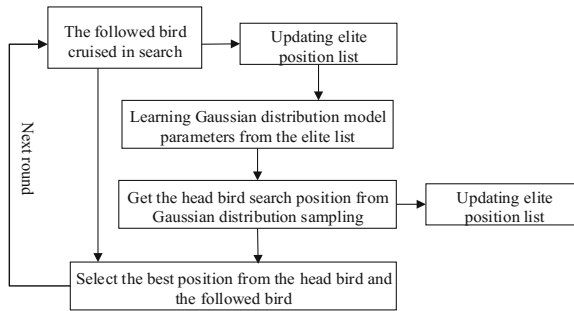 The followed bird
cruised in search
Updating elite
position list
Learning Gaussian distribution model
parameters from the elite list
Next round
Get the head bird search position from
Gaussian distribution sampling
Updating elite
position list
Select the best position from the head bird and
the followed bird